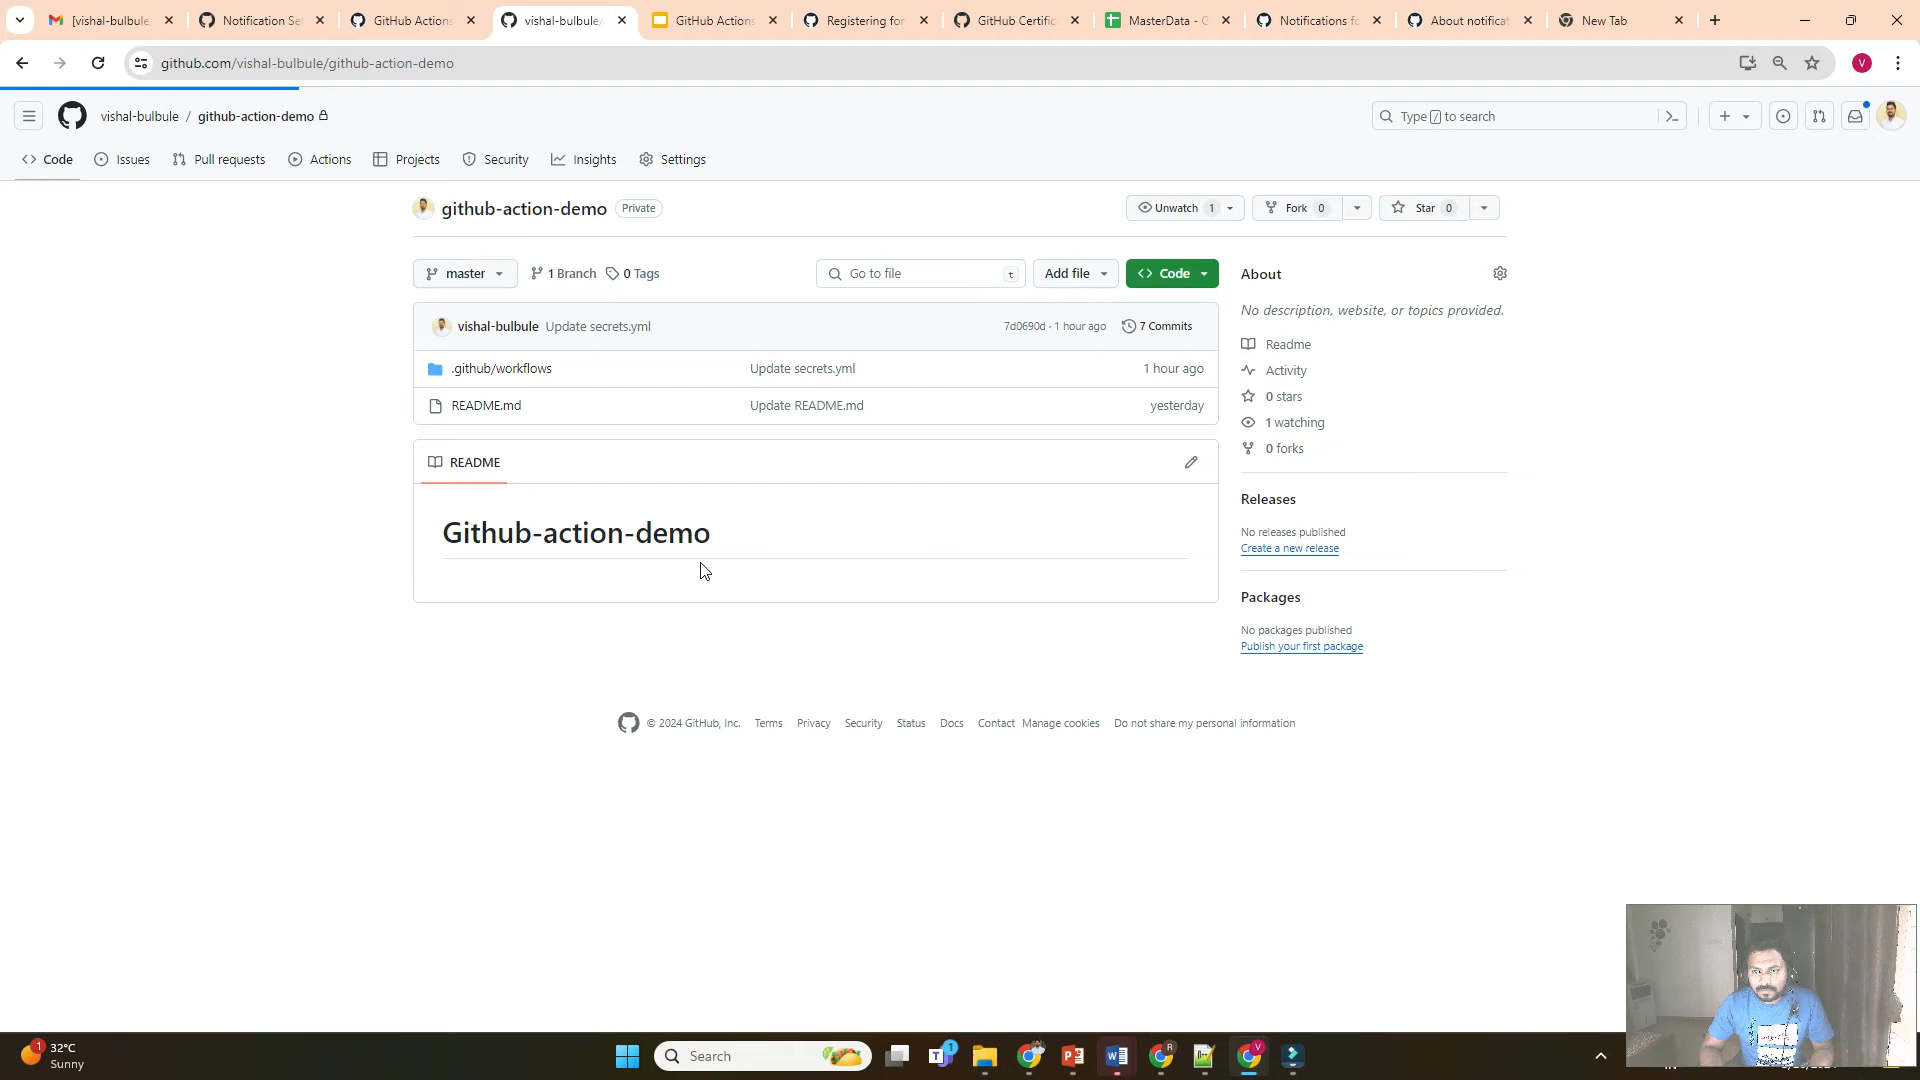 [vishal-bulbule
Notification Se
GitHub Actions
vishal-bulbule/
GitHub Actions
Registering for
GitHub Certific
MasterData - G
Notifications fo
About notificat
New Tab
github.com/vishal-bulbule/github-action-demo
V
vishal-bulbule / github-action-demo
Type / to search
Code
Issues
Pull requests
Actions
Projects
Security
Insights
Settings
github-action-demo
Private
Unwatch 1
Fork 0
Star 0
master
1 Branch
0 Tags
Go to file
t
Add file
Code
vishal-bulbule Update secrets.yml
7d0690d · 1 hour ago
7 Commits
.github/workflows
Update secrets.yml
1 hour ago
README.md
Update README.md
yesterday
README
Github-action-demo
About
No description, website, or topics provided.
Readme
Activity
0 stars
1 watching
0 forks
Releases
No releases published
Create a new release
Packages
No packages published
Publish your first package
© 2024 GitHub, Inc.
Terms
Privacy
Security
Status
Docs
Contact
Manage cookies
Do not share my personal information
1
32°C
Sunny
Search
1
R
V